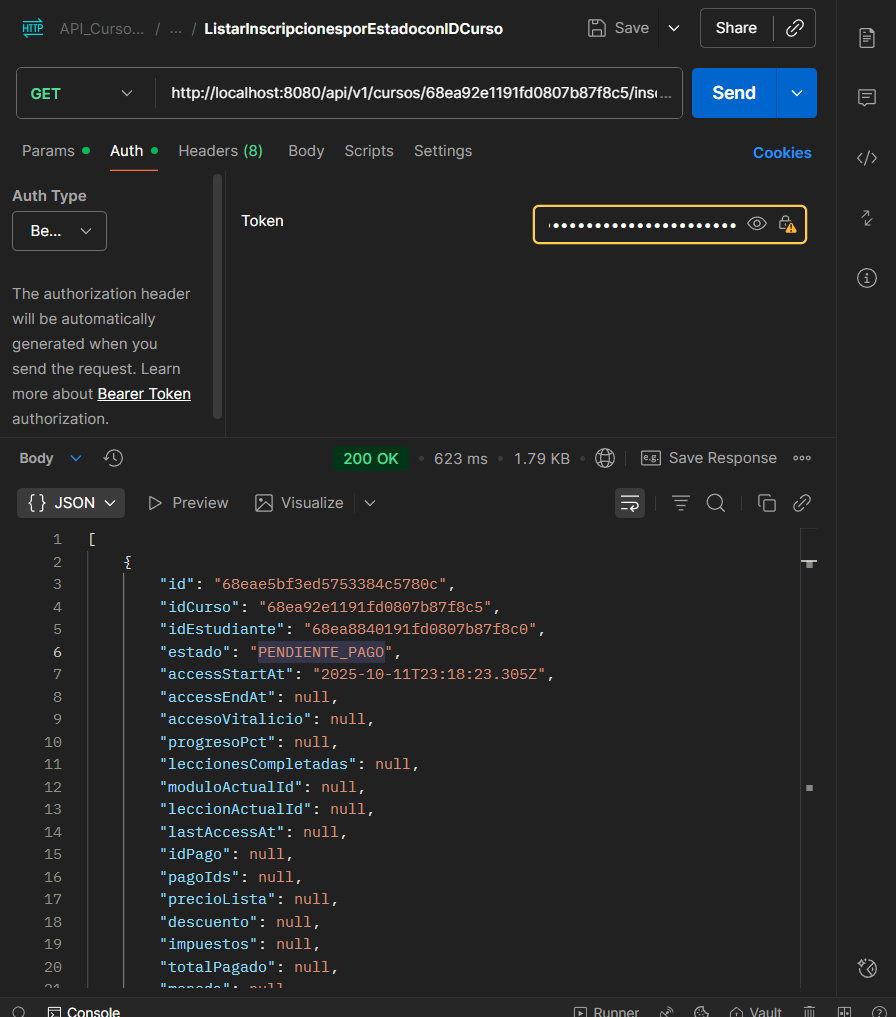 HTTP API_Curso... / ... / ListarInscripcionesporEstadoconIDCurso Save Share
GET http://localhost:8080/api/v1/cursos/68ea92e1191fd0807b87f8c5/ins... Send
Params Auth Headers (8) Body Scripts Settings Cookies
Auth Type
Be...
Token
The authorization header
will be automatically
generated when you
send the request. Learn
more about Bearer Token
authorization.
Body 200 OK 623 ms 1.79 KB e.g. Save Response
{} JSON Preview Visualize
1 [
2 {
3 "id": "68eae5bf3ed5753384c5780c",
4 "idCurso": "68ea92e1191fd0807b87f8c5",
5 "idEstudiante": "68ea8840191fd0807b87f8c0",
6 "estado": "PENDIENTE_PAGO",
7 "accessStartAt": "2025-10-11T23:18:23.305Z",
8 "accessEndAt": null,
9 "accesoVitalicio": null,
10 "progresoPct": null,
11 "leccionesCompletadas": null,
12 "moduloActualId": null,
13 "leccionActualId": null,
14 "lastAccessAt": null,
15 "idPago": null,
16 "pagoIds": null,
17 "precioLista": null,
18 "descuento": null,
19 "impuestos": null,
20 "totalPagado": null,
21 "moneda": null
Console Runner Vault